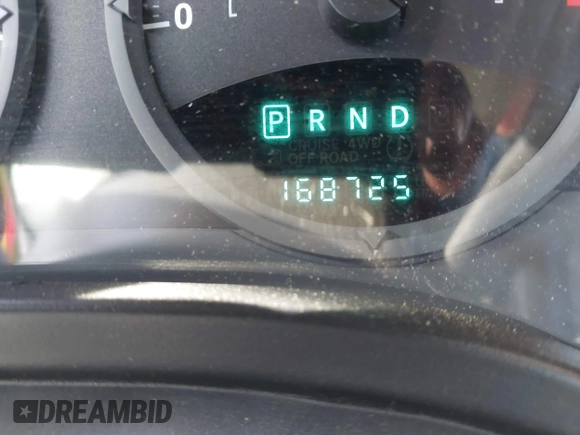 0
P R N D
CRUISE 4WD
OFF ROAD
168725
DREAMBID